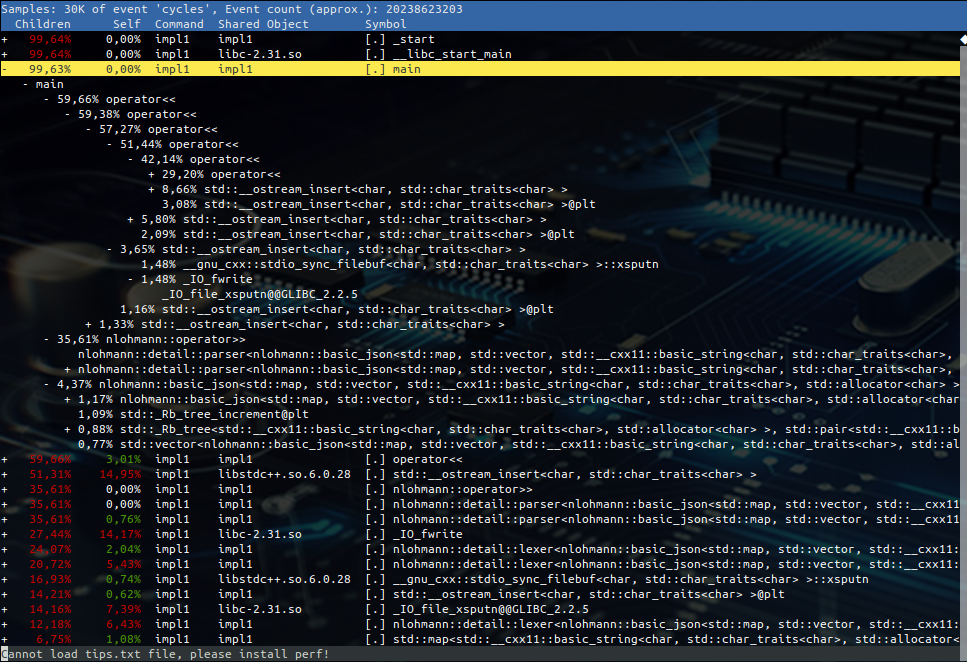 Samples: 30K of event 'cycles', Event count (approx.): 20238623203
Children Self Command Shared Object Symbol
+ 99,64% 0,00% impl1 impl1 [.] _start
+ 99,64% 0,00% impl1 libc-2.31.so [.] __libc_start_main
- 99,63% 0,00% impl1 impl1 [.] main
- main
- 59,66% operator<<
- 59,38% operator<<
- 57,27% operator<<
- 51,44% operator<<
- 42,14% operator<<
+ 29,20% operator<<
+ 8,66% std::__ostream_insert<char, std::char_traits<char> >
3,08% std::__ostream_insert<char, std::char_traits<char> >@plt
+ 5,80% std::__ostream_insert<char, std::char_traits<char> >
2,09% std::__ostream_insert<char, std::char_traits<char> >@plt
- 3,65% std::__ostream_insert<char, std::char_traits<char> >
1,48% __gnu_cxx::stdio_sync_filebuf<char, std::char_traits<char> >::xsputn
- 1,48% _IO_fwrite
_IO_file_xsputn@@GLIBC_2.2.5
1,16% std::__ostream_insert<char, std::char_traits<char> >@plt
+ 1,33% std::__ostream_insert<char, std::char_traits<char> >
- 35,61% nlohmann::operator>>
nlohmann::detail::parser<nlohmann::basic_json<std::map, std::vector, std::__cxx11::basic_string<char, std::char_traits<char>,
+ nlohmann::detail::parser<nlohmann::basic_json<std::map, std::vector, std::__cxx11::basic_string<char, std::char_traits<char>,
- 4,37% nlohmann::basic_json<std::map, std::vector, std::__cxx11::basic_string<char, std::char_traits<char>, std::allocator<char> >
+ 1,17% nlohmann::basic_json<std::map, std::vector, std::__cxx11::basic_string<char, std::char_traits<char>, std::allocator<char
1,09% std::_Rb_tree_increment@plt
+ 0,88% std::_Rb_tree<std::__cxx11::basic_string<char, std::char_traits<char>, std::allocator<char> >, std::pair<std::__cxx11::b
0,77% std::vector<nlohmann::basic_json<std::map, std::vector, std::__cxx11::basic_string<char, std::char_traits<char>, std::al
+ 59,66% 3,01% impl1 impl1 [.] operator<<
+ 51,31% 14,95% impl1 libstdc++.so.6.0.28 [.] std::__ostream_insert<char, std::char_traits<char> >
+ 35,61% 0,00% impl1 impl1 [.] nlohmann::operator>>
+ 35,61% 0,00% impl1 impl1 [.] nlohmann::detail::parser<nlohmann::basic_json<std::map, std::vector, std::__cxx11
+ 35,61% 0,76% impl1 impl1 [.] nlohmann::detail::parser<nlohmann::basic_json<std::map, std::vector, std::__cxx11
+ 27,44% 14,17% impl1 libc-2.31.so [.] _IO_fwrite
+ 24,07% 2,04% impl1 impl1 [.] nlohmann::detail::lexer<nlohmann::basic_json<std::map, std::vector, std::__cxx11:
+ 20,72% 5,43% impl1 impl1 [.] nlohmann::detail::lexer<nlohmann::basic_json<std::map, std::vector, std::__cxx11:
+ 16,93% 0,74% impl1 libstdc++.so.6.0.28 [.] __gnu_cxx::stdio_sync_filebuf<char, std::char_traits<char> >::xsputn
+ 14,21% 0,62% impl1 impl1 [.] std::__ostream_insert<char, std::char_traits<char> >@plt
+ 14,16% 7,39% impl1 libc-2.31.so [.] _IO_file_xsputn@@GLIBC_2.2.5
+ 12,18% 6,43% impl1 impl1 [.] nlohmann::detail::lexer<nlohmann::basic_json<std::map, std::vector, std::__cxx11:
+ 6,75% 1,08% impl1 impl1 [.] std::map<std::__cxx11::basic_string<char, std::char_traits<char>, std::allocator<
Cannot load tips.txt file, please install perf!